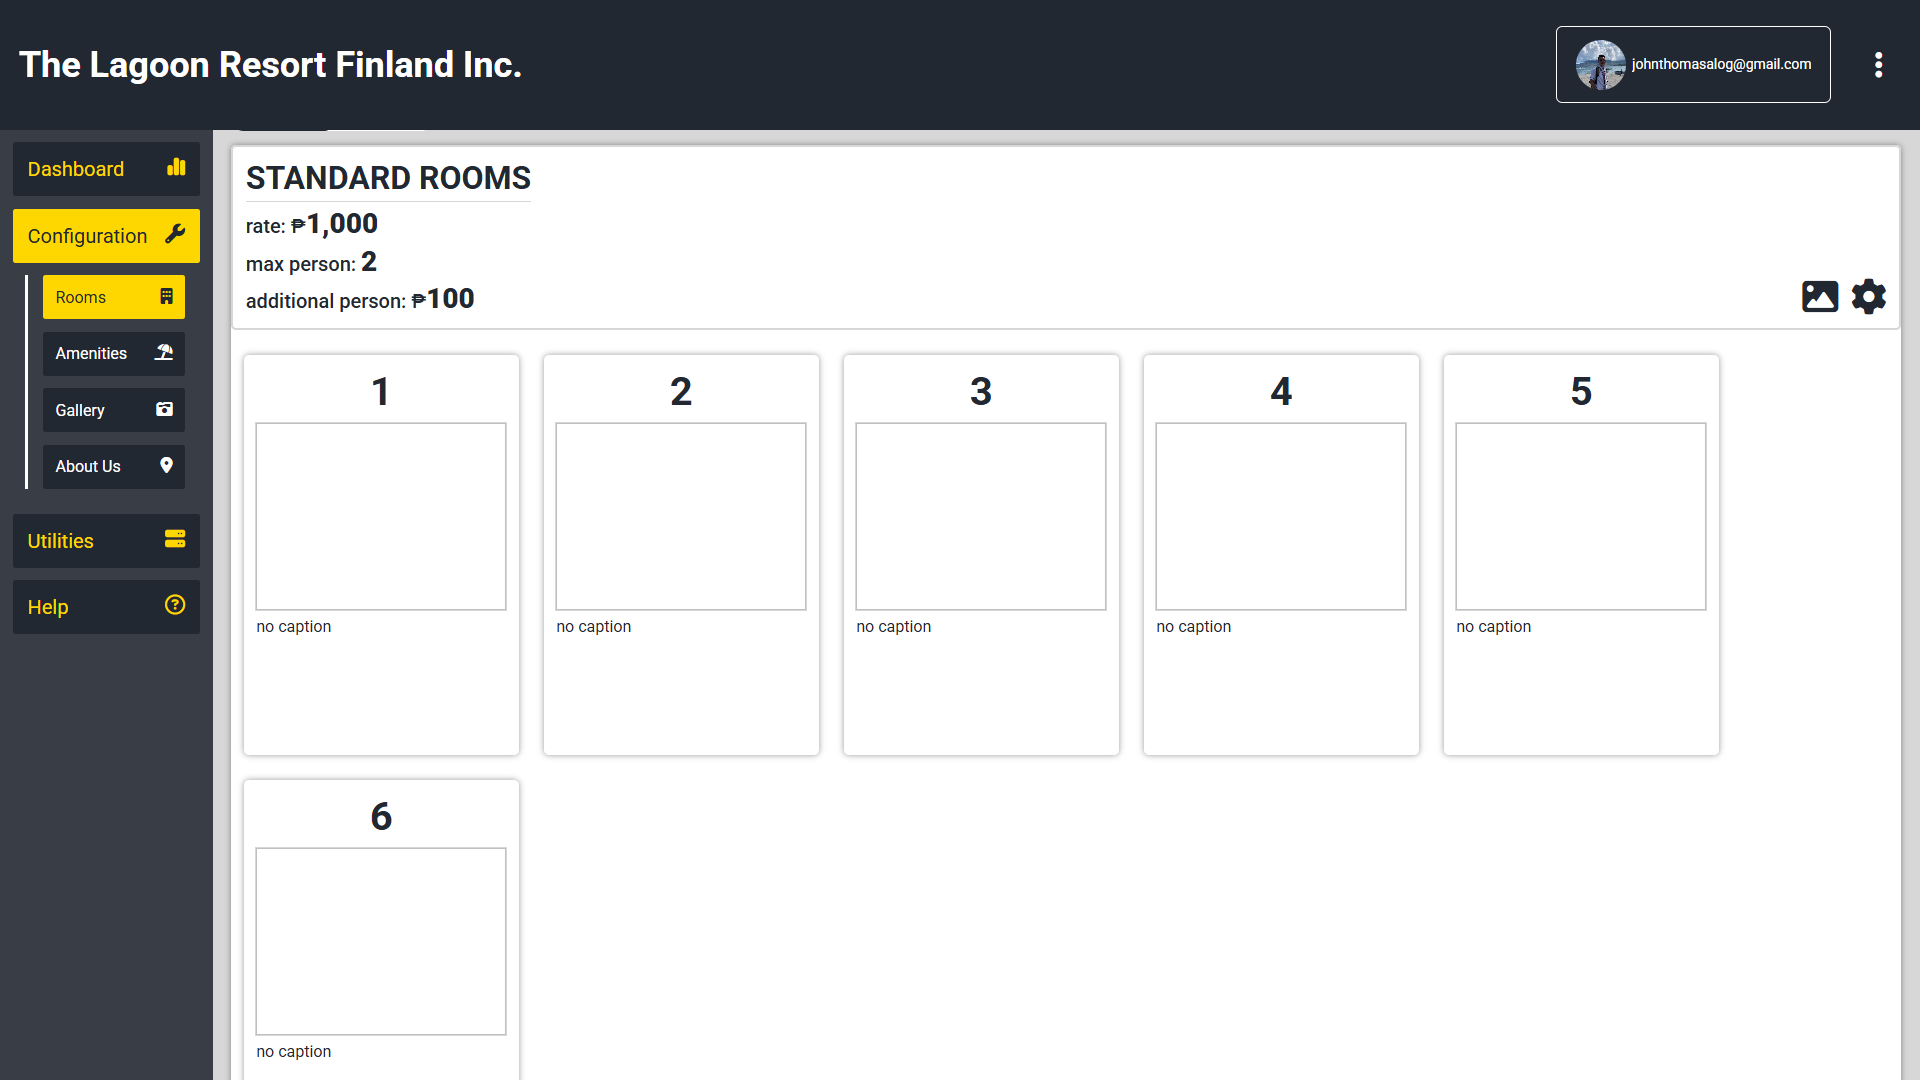 The Lagoon Resort Finland Inc.
johnthomasalog@gmail.com
Dashboard
Configuration
Rooms
Amenities
Gallery
About Us
Utilities
Help
STANDARD ROOMS
rate: ₱1,000
max person: 2
additional person: ₱100
1
no caption
2
no caption
3
no caption
4
no caption
5
no caption
6
no caption